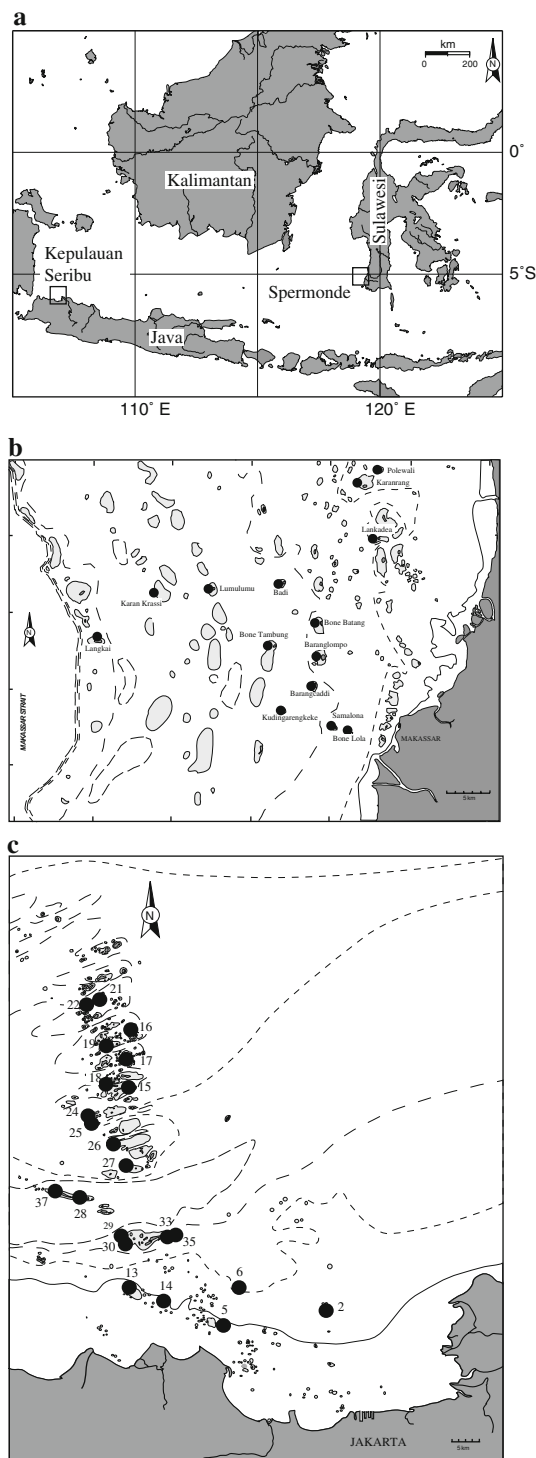 a
km
0 200
N
Kalimantan
Sulawesi
0° 
Kepulauan
Seribu
Spermonde
5°S
Java
110° E 120° E
b
Polewali
Karanrang
Lankadea
Karan Krassi
Lumulumu
Badi
N
Langkai
Bone Tambung
Bone Batang
Baranglompo
Barangcaddi
Kudingarengkeke
Samalona
Bone Lola
MAKASSAR
MAKASSAR STRAIT
5 km
c
N
21
22
16
19
17
18
15
24
25
26
27
37
28
29
33
30
35
13
14
6
2
5
JAKARTA
5 km